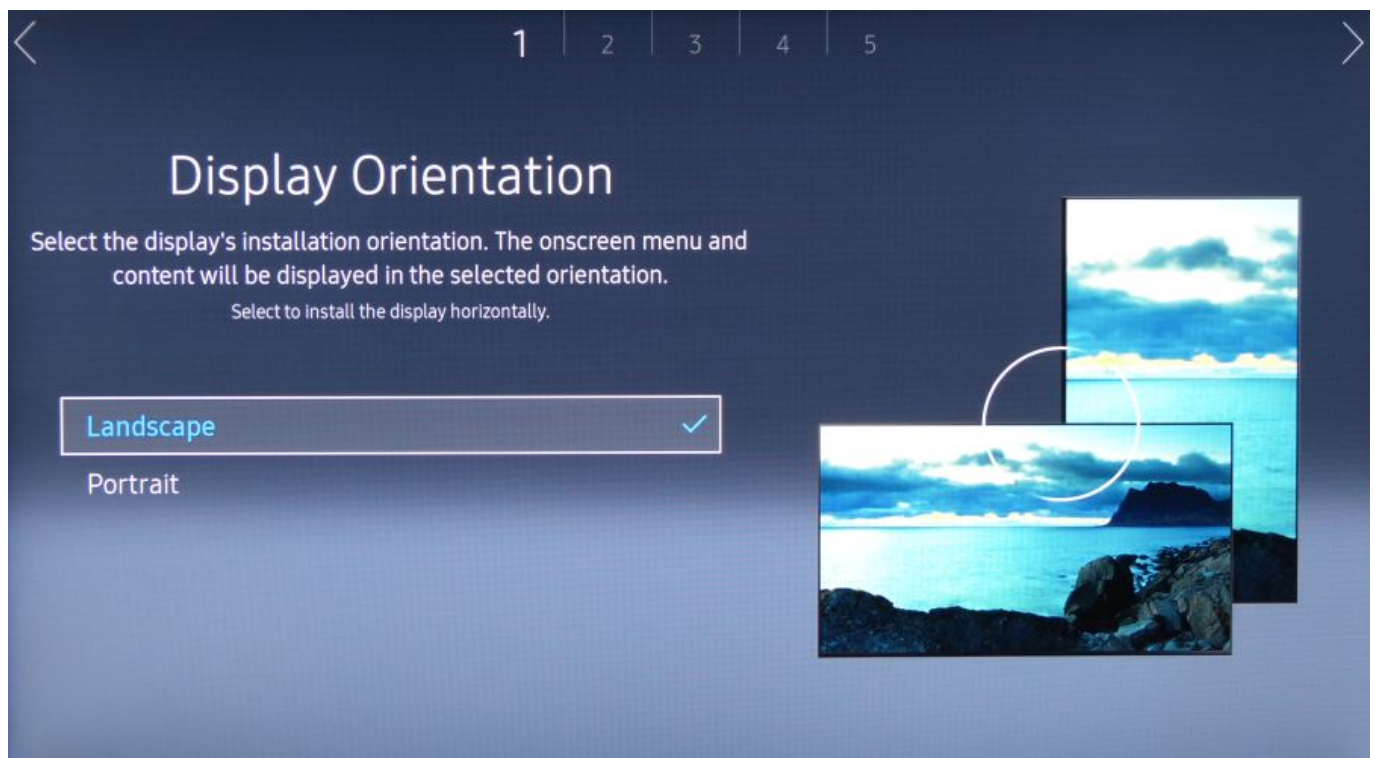 1 2 3 4 5
Display Orientation
Select the display's installation orientation. The onscreen menu and
content will be displayed in the selected orientation.
Select to install the display horizontally.
Landscape
Portrait